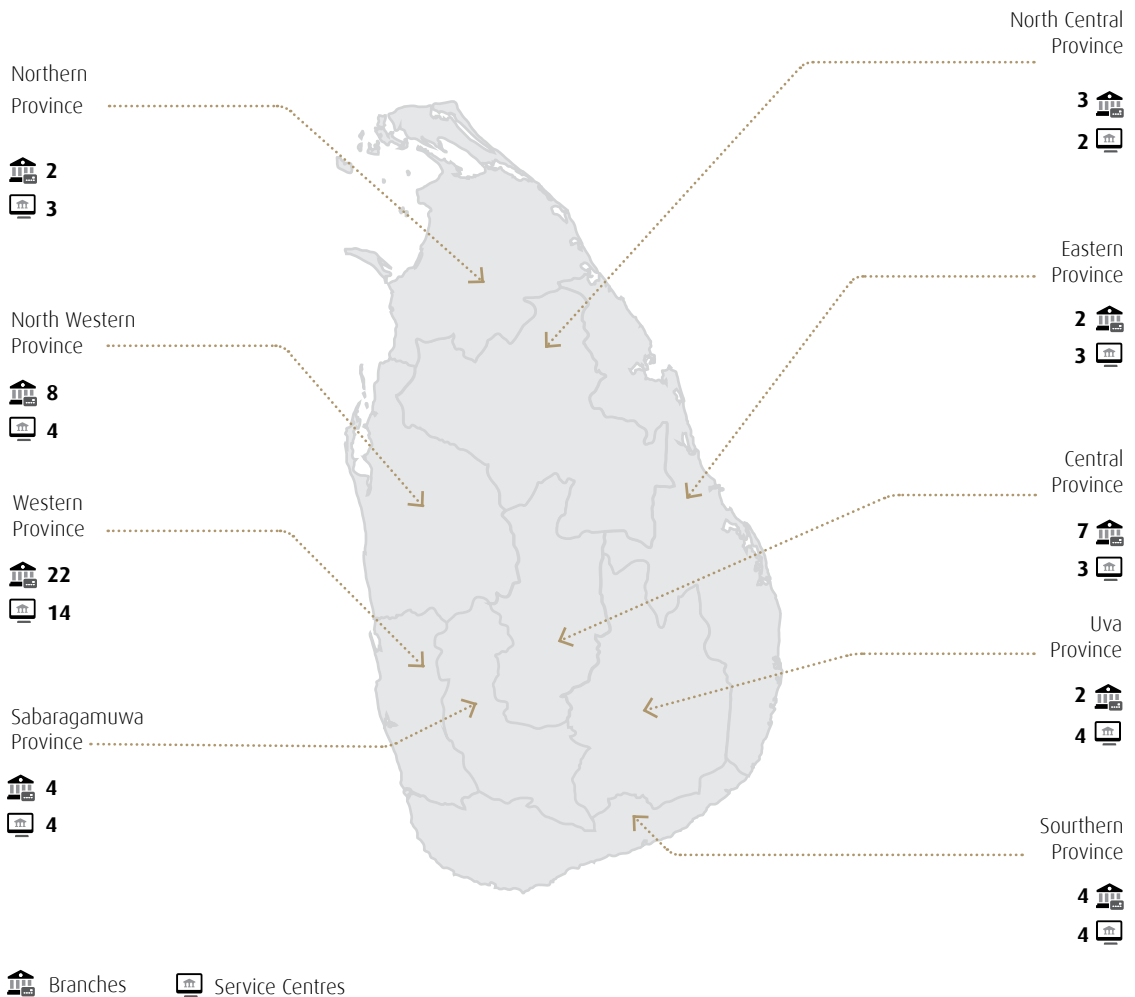 Northern
Province
2
3
North Western
Province
8
4
Western
Province
22
14
Sabaragamuwa
Province
4
4
North Central
Province
3
2
Eastern
Province
2
3
Central
Province
7
3
Uva
Province
2
4
Sourthern
Province
4
4
Branches
Service Centres